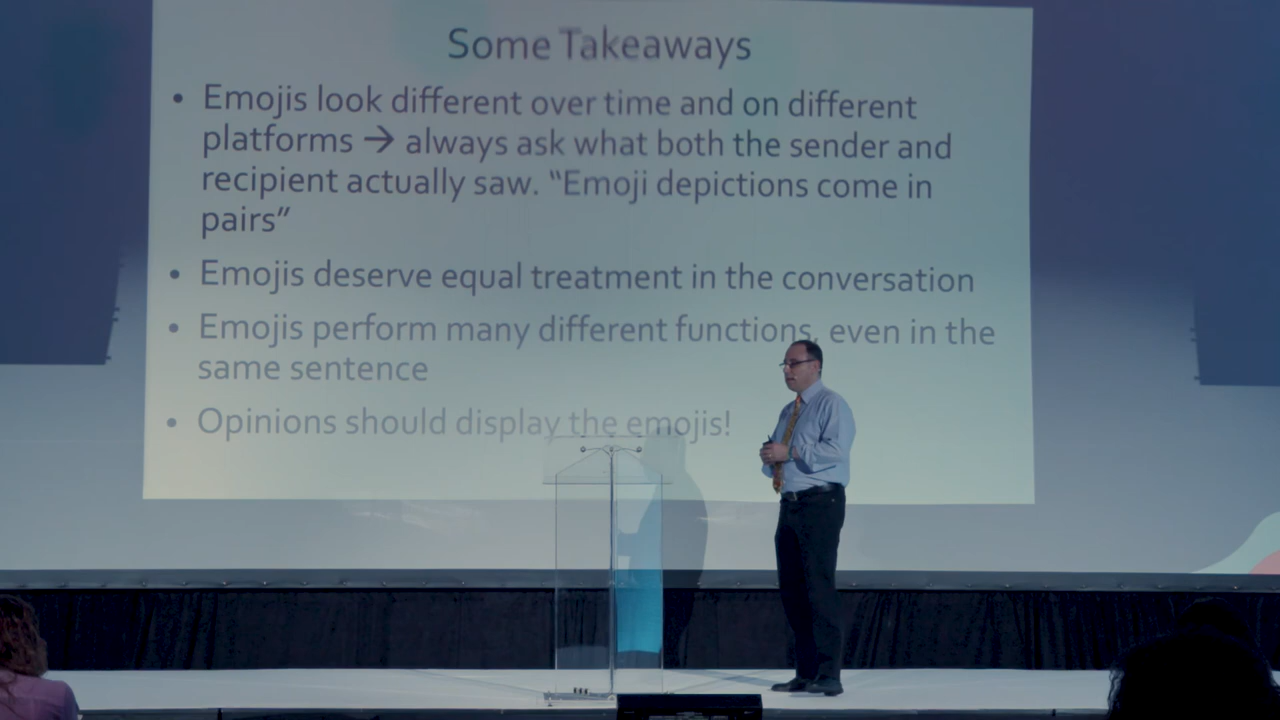 Some Takeaways
• Emojis look different over time and on different
platforms → always ask what both the sender and
recipient actually saw. “Emoji depictions come in
pairs”
• Emojis deserve equal treatment in the conversation
• Emojis perform many different functions, even in the
same sentence
• Opinions should display the emojis!